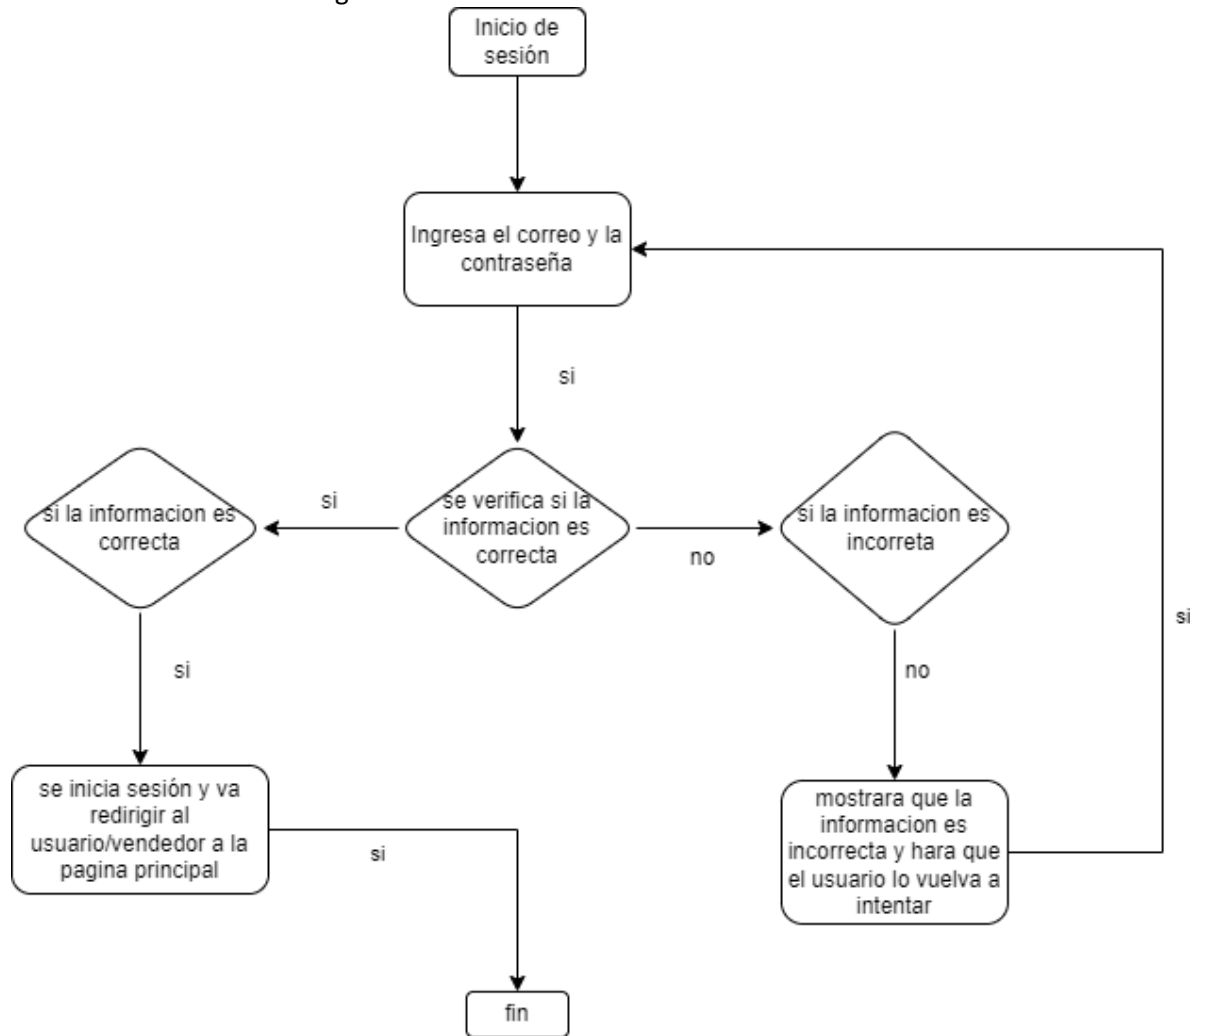 Inicio de
sesión
Ingresa el correo y la
contraseña
si
se verifica si la
informacion es
correcta
si
si la informacion es
correcta
no
si la informacion es
incorreta
si
si
no
se inicia sesión y va
redirigir al
usuario/vendedor a la
pagina principal
si
mostrara que la
informacion es
incorrecta y hara que
el usuario lo vuelva a
intentar
fin